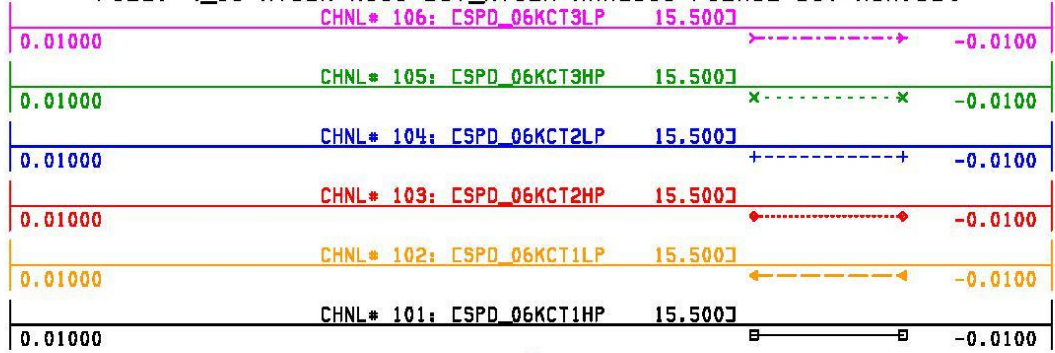 CHNL# 106: [SPD_06KCT3LP 15.500]
0.01000 -0.0100
CHNL# 105: [SPD_06KCT3HP 15.500]
0.01000 -0.0100
CHNL# 104: [SPD_06KCT2LP 15.500]
0.01000 -0.0100
CHNL# 103: [SPD_06KCT2HP 15.500]
0.01000 -0.0100
CHNL# 102: [SPD_06KCT1LP 15.500]
0.01000 -0.0100
CHNL# 101: [SPD_06KCT1HP 15.500]
0.01000 -0.0100